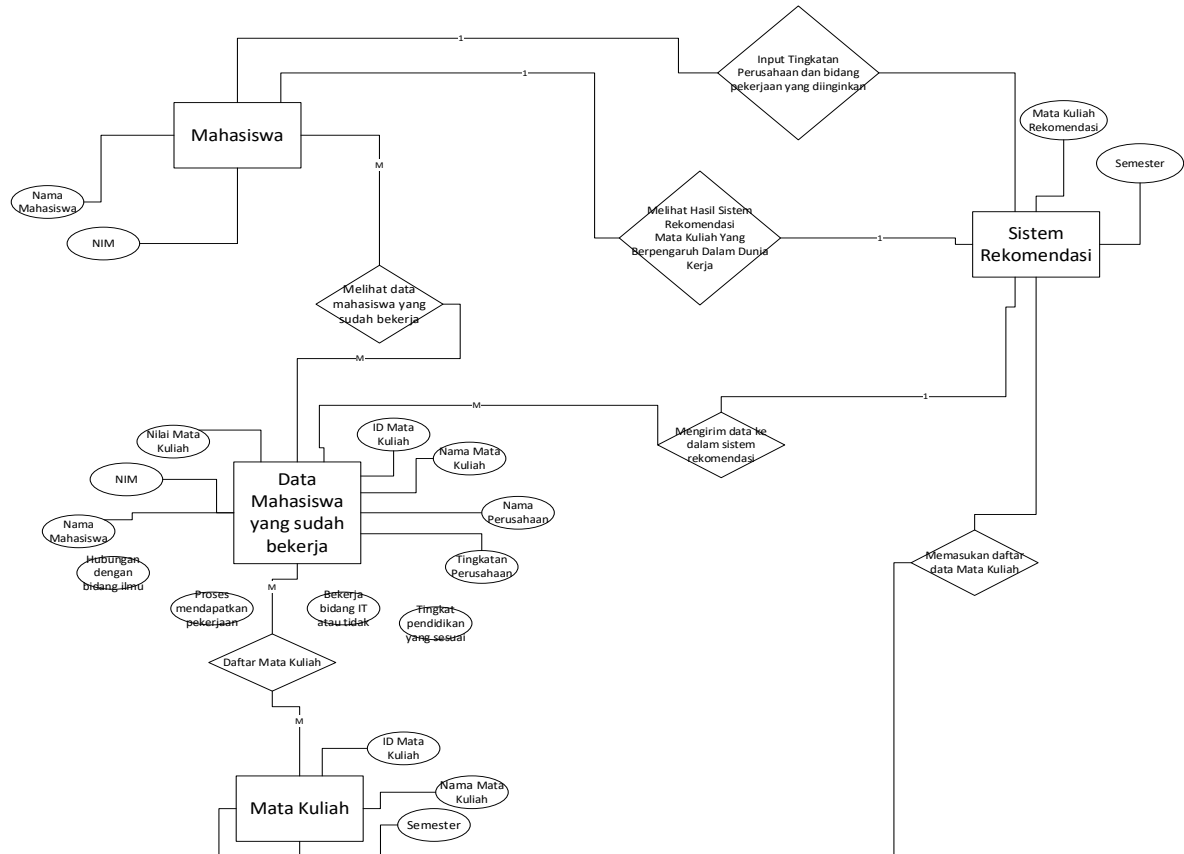 1
Input Tingkatan
Perusahaan dan bidang
pekerjaan yang diinginkan
1
Mahasiswa
Mata Kuliah
Rekomendasi
M
Semester
Nama
Mahasiswa
NIM
Melihat Hasil Sistem
Rekomendasi
Mata Kuliah Yang
Berpengaruh Dalam Dunia
Kerja
1
Sistem
Rekomendasi
Melihat data
mahasiswa yang
sudah bekerja
M
M
1
Mengirim data ke
dalam sistem
rekomendasi
Nilai Mata
Kuliah
ID Mata
Kuliah
Nama Mata
Kuliah
NIM
Data
Mahasiswa
yang sudah
bekerja
Nama
Perusahaan
Nama
Mahasiswa
Tingkatan
Perusahaan
Hubungan
dengan
bidang ilmu
Memasukan daftar
data Mata Kuliah
M
Proses
mendapatkan
pekerjaan
Bekerja
bidang IT
atau tidak
Tingkat
pendidikan
yang sesuai
Daftar Mata Kuliah
M
ID Mata
Kuliah
Mata Kuliah
Nama Mata
Kuliah
Semester